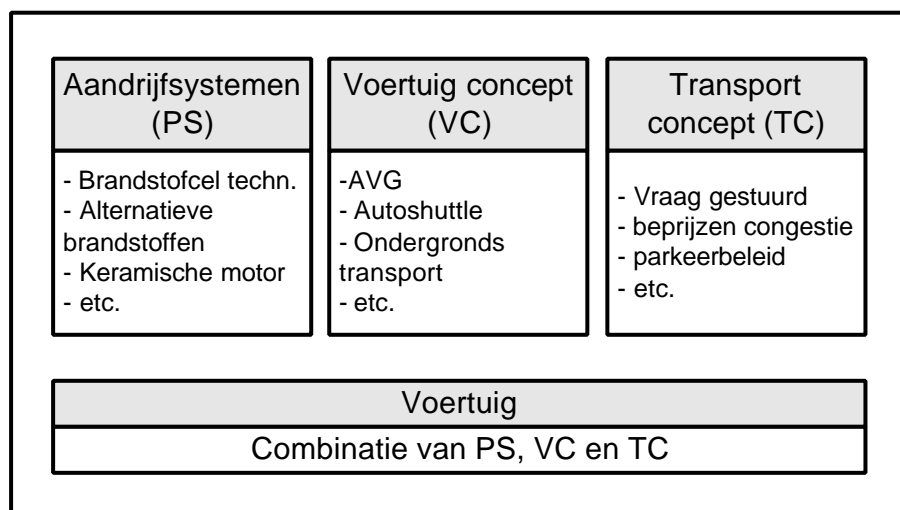 Aandrijfsystemen
(PS)
- Brandstofcel techn.
- Alternatieve
brandstoffen
- Keramische motor
- etc.
Voertuig concept
(VC)
-AVG
- Autoshuttle
- Ondergronds
transport
- etc.
Transport
concept (TC)
- Vraag gestuurd
- beprijzen congestie
- parkeerbeleid
- etc.
Voertuig
Combinatie van PS, VC en TC